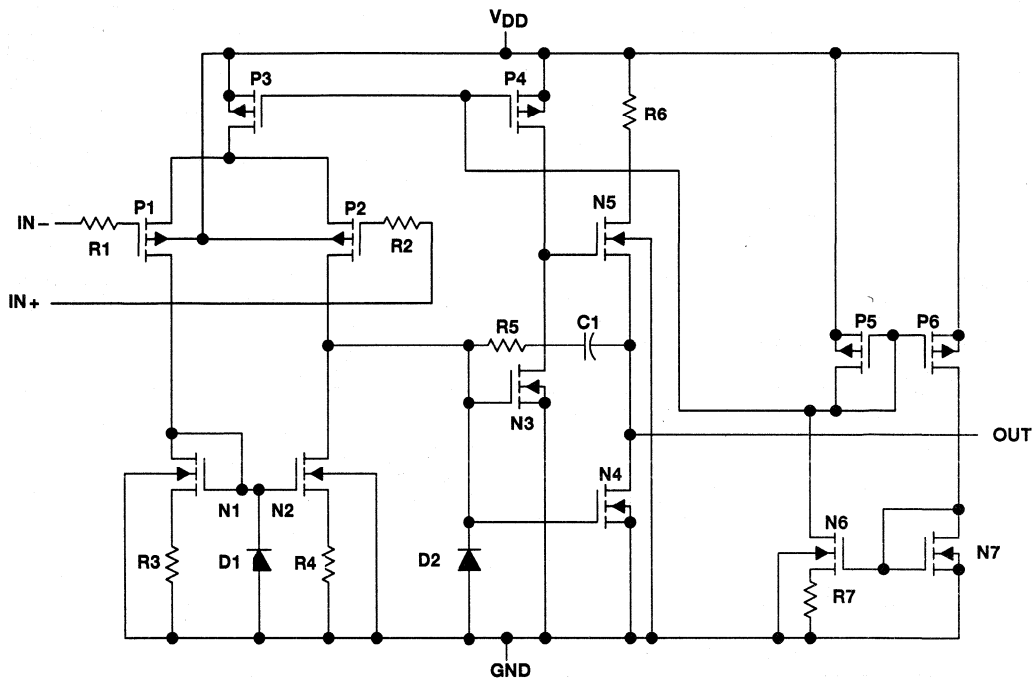 VDD
P3
P4
R6
P1
P2
N5
IN–
R1
R2
IN+
R5
C1
P5
P6
N3
OUT
N1
N2
N4
N6
N7
R3
D1
R4
D2
R7
GND